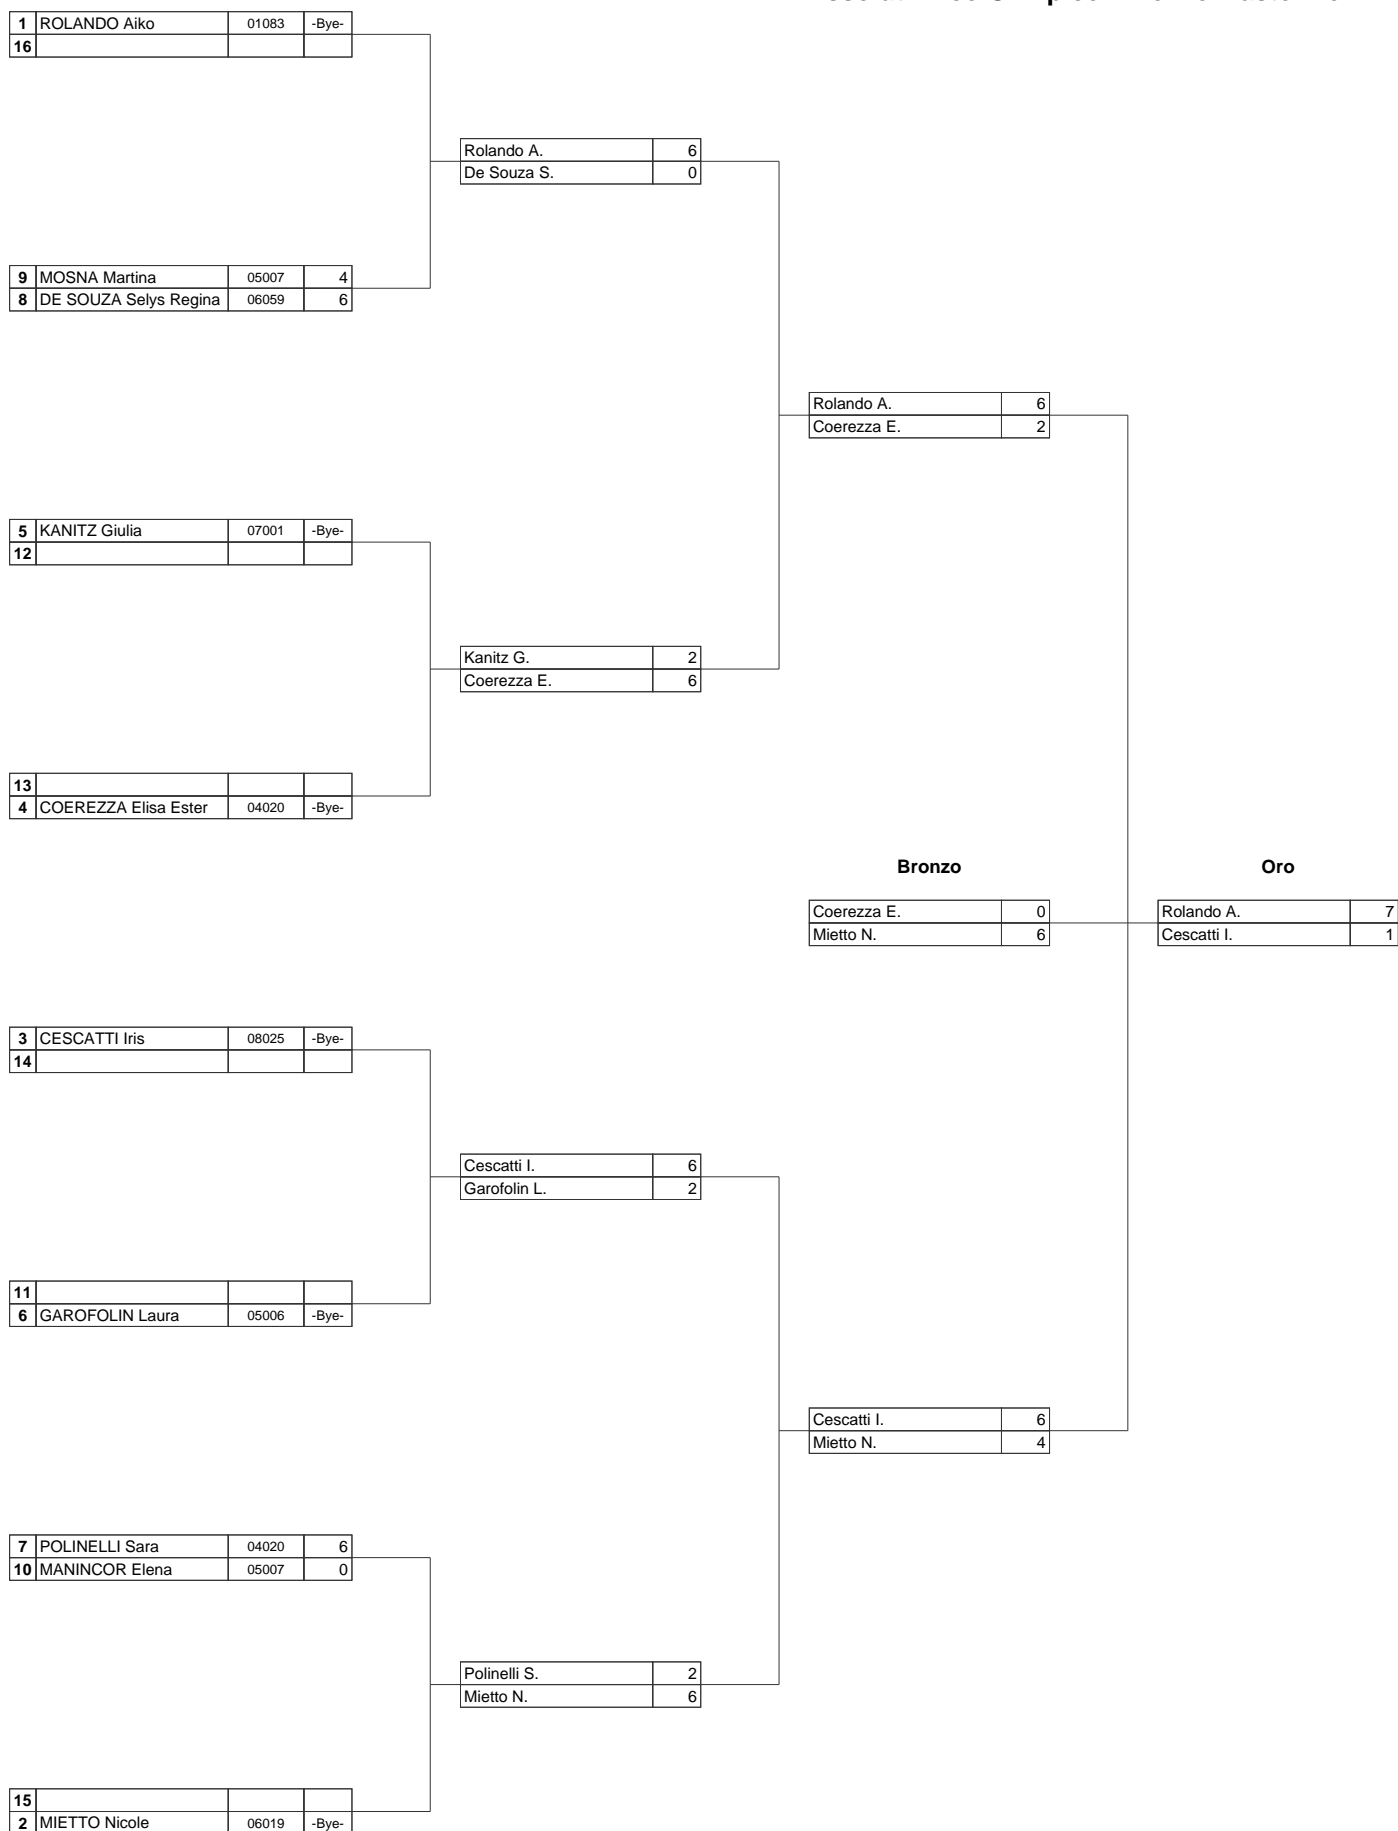 1 ROLANDO Aiko 01083 -Bye-
16
Rolando A. 6
De Souza S. 0
9 MOSNA Martina 05007 4
8 DE SOUZA Selys Regina 06059 6
Rolando A. 6
Coerezza E. 2
5 KANITZ Giulia 07001 -Bye-
12
Kanitz G. 2
Coerezza E. 6
13
4 COEREZZA Elisa Ester 04020 -Bye-
Bronzo Oro
Coerezza E. 0 Rolando A. 7
Mietto N. 6 Cescatti I. 1
3 CESCATTI Iris 08025 -Bye-
14
Cescatti I. 6
Garofolin L. 2
11
6 GAROFOLIN Laura 05006 -Bye-
Cescatti I. 6
Mietto N. 4
7 POLINELLI Sara 04020 6
10 MANINCOR Elena 05007 0
Polinelli S. 2
Mietto N. 6
15
2 MIETTO Nicole 06019 -Bye-